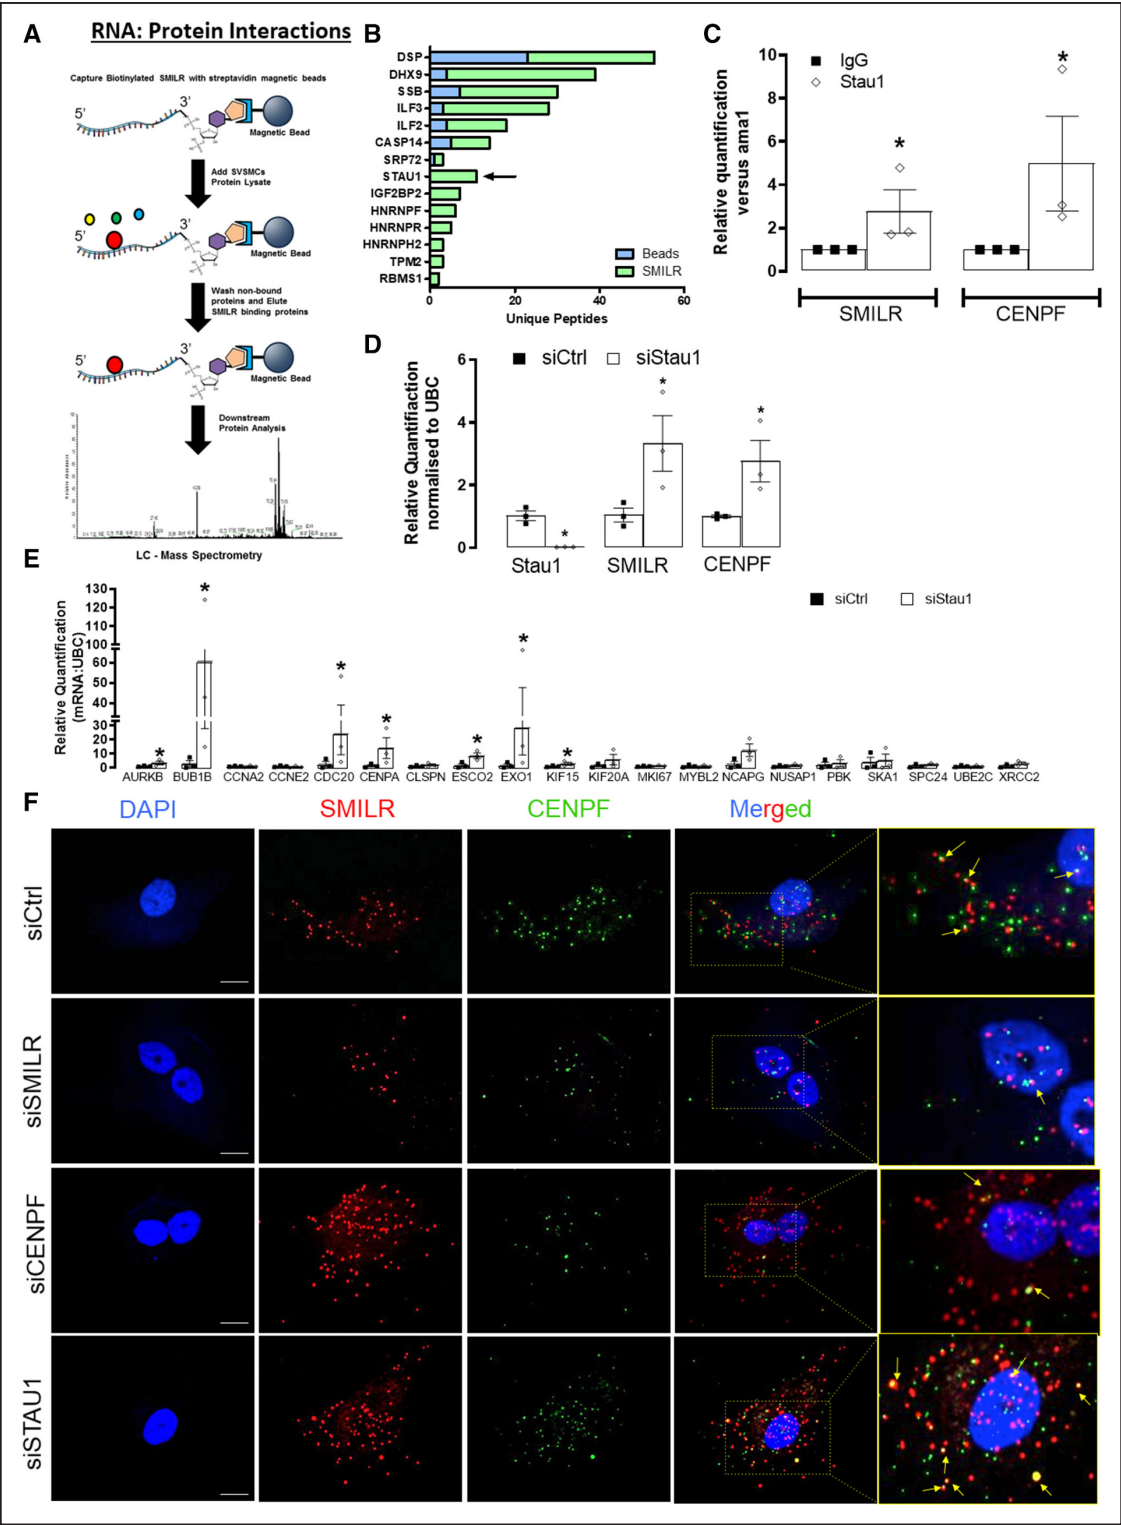 A
RNA: Protein Interactions
Capture Biotinylated SMILR with streptavidin magnetic beads
5’
3’
Magnetic Bead
Add SVSMCs
Protein Lysate
5’
3’
Magnetic Bead
Wash non-bound
proteins and Elute
SMILR binding proteins
5’
3’
Magnetic Bead
Downstream
Protein Analysis
LC - Mass Spectrometry
B
DSP
DHX9
SSB
ILF3
ILF2
CASP14
SRP72
STAU1
IGF2BP2
HNRNPF
HNRNPR
HNRNPH2
TPM2
RBMS1
Beads
SMILR
0 20 40 60
Unique Peptides
C
Relative quantification
versus ama1
10
8
6
4
2
0
IgG
Stau1
*
*
SMILR
CENPF
D
Relative Quantifiaction
normalised to UBC
6
4
2
0
siCtrl
siStau1
*
*
*
Stau1
SMILR
CENPF
E
Relative Quantification
(mRNA:UBC)
130
120
110
100
60
50
40
30
20
10
0
siCtrl
siStau1
* * * * * * *
AURKB BUB1B CCNA2 CCNE2 CDC20 CENPA CLSPN ESCO2 EXO1 KIF15 KIF20A MKI67 MYBL2 NCAPG NUSAP1 PBK SKA1 SPC24 UBE2C XRCC2
F
DAPI SMILR CENPF Merged
siCtrl
siSMILR
siCENPF
siSTAU1